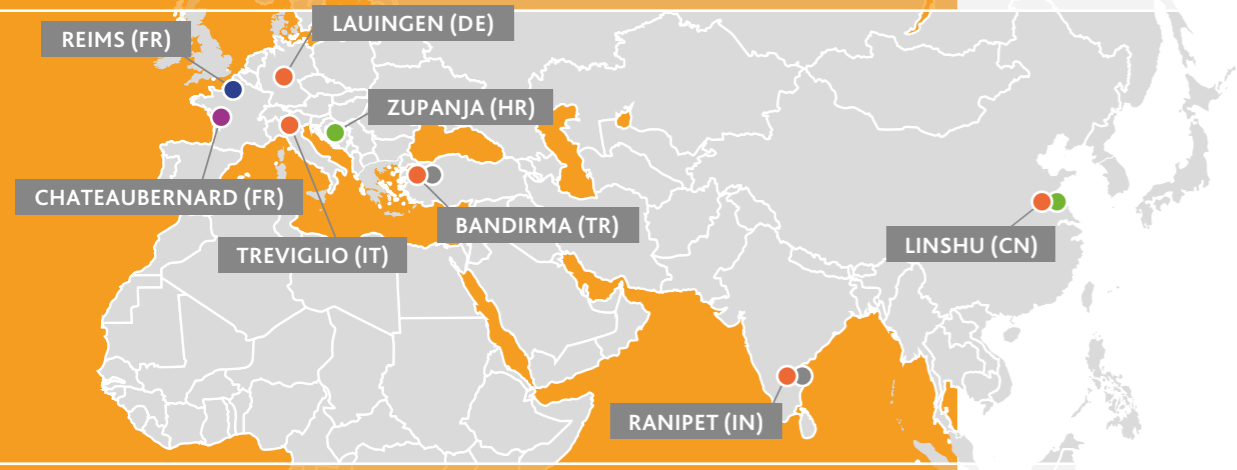 LAUINGEN (DE)
REIMS (FR)
ZUPANJA (HR)
CHATEAUBERNARD (FR)
BANDIRMA (TR)
TREVIGLIO (IT)
LINSHU (CN)
RANIPET (IN)